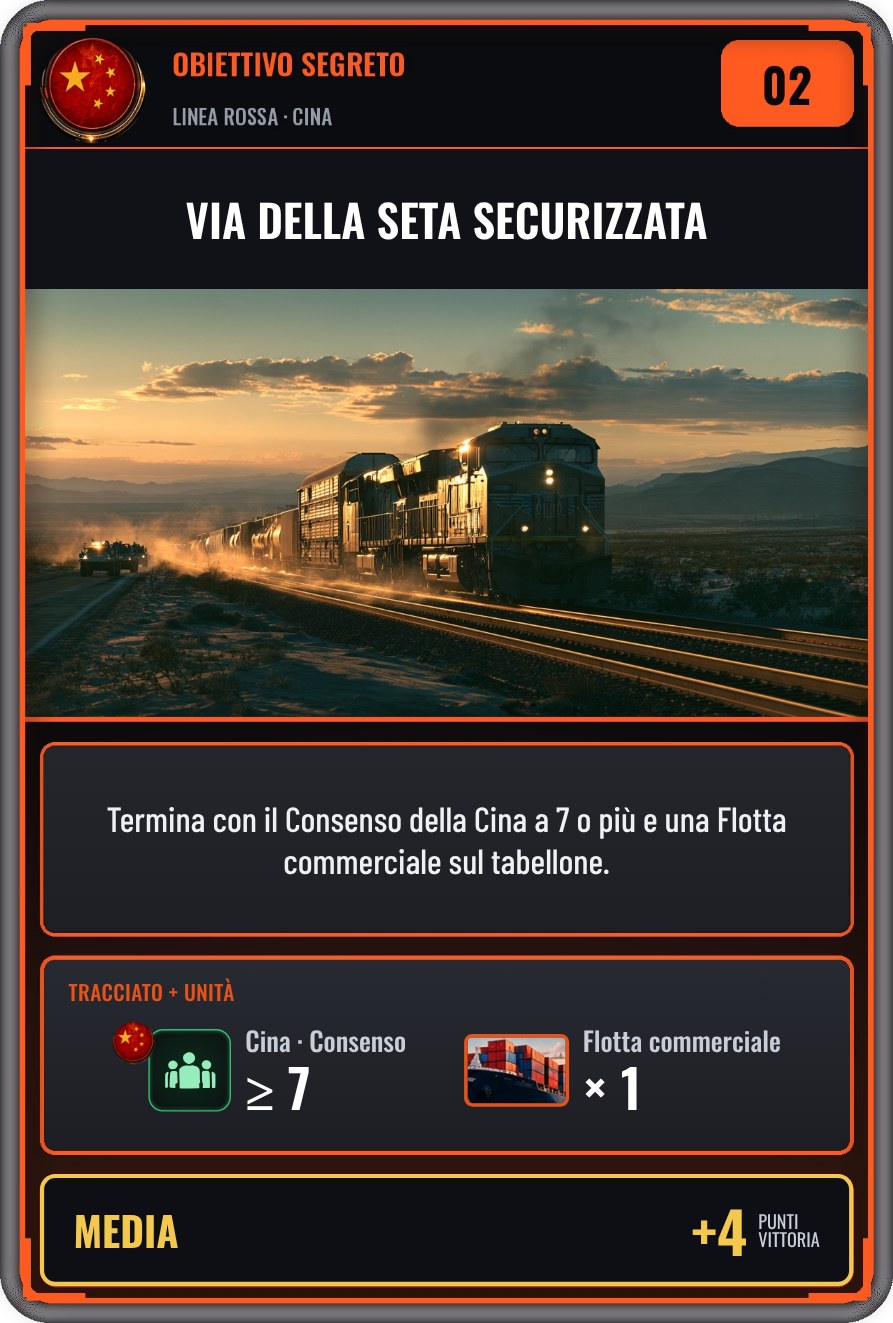 OBIETTIVO SEGRETO
LINEA ROSSA · CINA
02
VIA DELLA SETA SECURIZZATA
Termina con il Consenso della Cina a 7 o più e una Flotta
commerciale sul tabellone.
TRACCIATO + UNITÀ
Cina · Consenso
≥ 7
Flotta commerciale
× 1
MEDIA
+4
PUNTI
VITTORIA